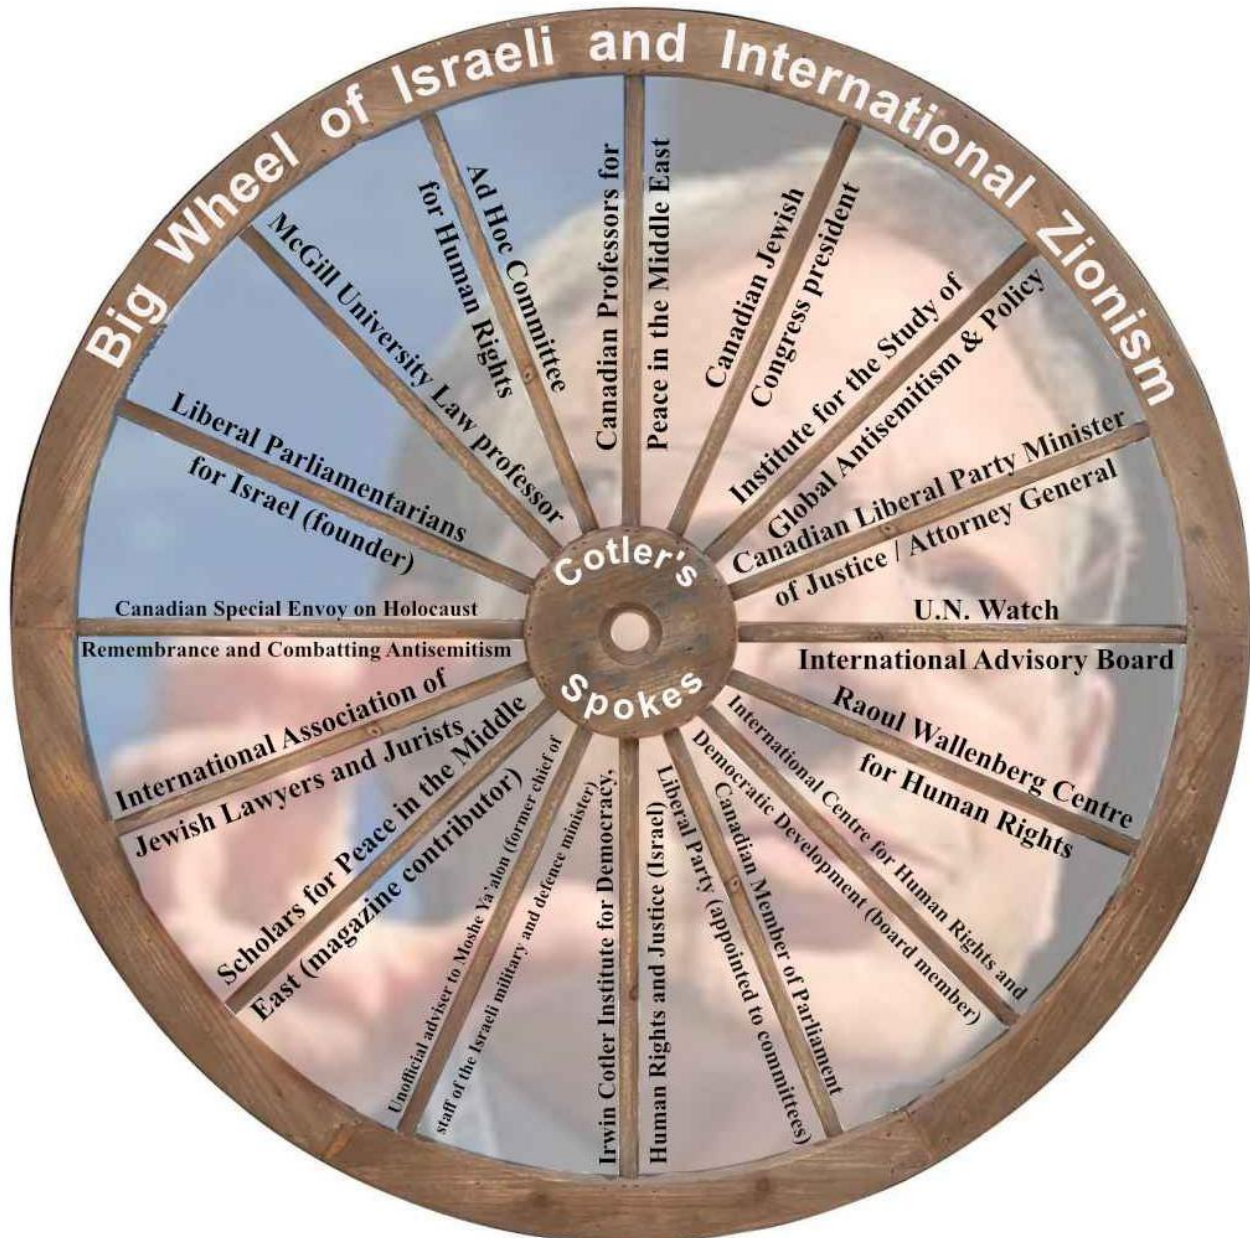 Big Wheel of Israeli and International Zionism
Cotler's
Spokes
Canadian Professors for
Peace in the Middle East
Canadian Jewish
Congress president
Institute for the Study of
Global Antisemitism & Policy
Canadian Liberal Party Minister
of Justice / Attorney General
U.N. Watch
International Advisory Board
Raoul Wallenberg Centre
for Human Rights
International Centre for Human Rights and
Democratic Development (board member)
Canadian Member of Parliament
Liberal Party (appointed to committees)
Irwin Cotler Institute for Democracy,
Human Rights and Justice (Israel)
Unofficial adviser to Moshe Ya'alon (former chief of
staff of the Israeli military and defence minister)
Scholars for Peace in the Middle
East (magazine contributor)
International Association of
Jewish Lawyers and Jurists
Canadian Special Envoy on Holocaust
Remembrance and Combatting Antisemitism
Liberal Parliamentarians
for Israel (founder)
McGill University Law professor
Ad Hoc Committee
for Human Rights